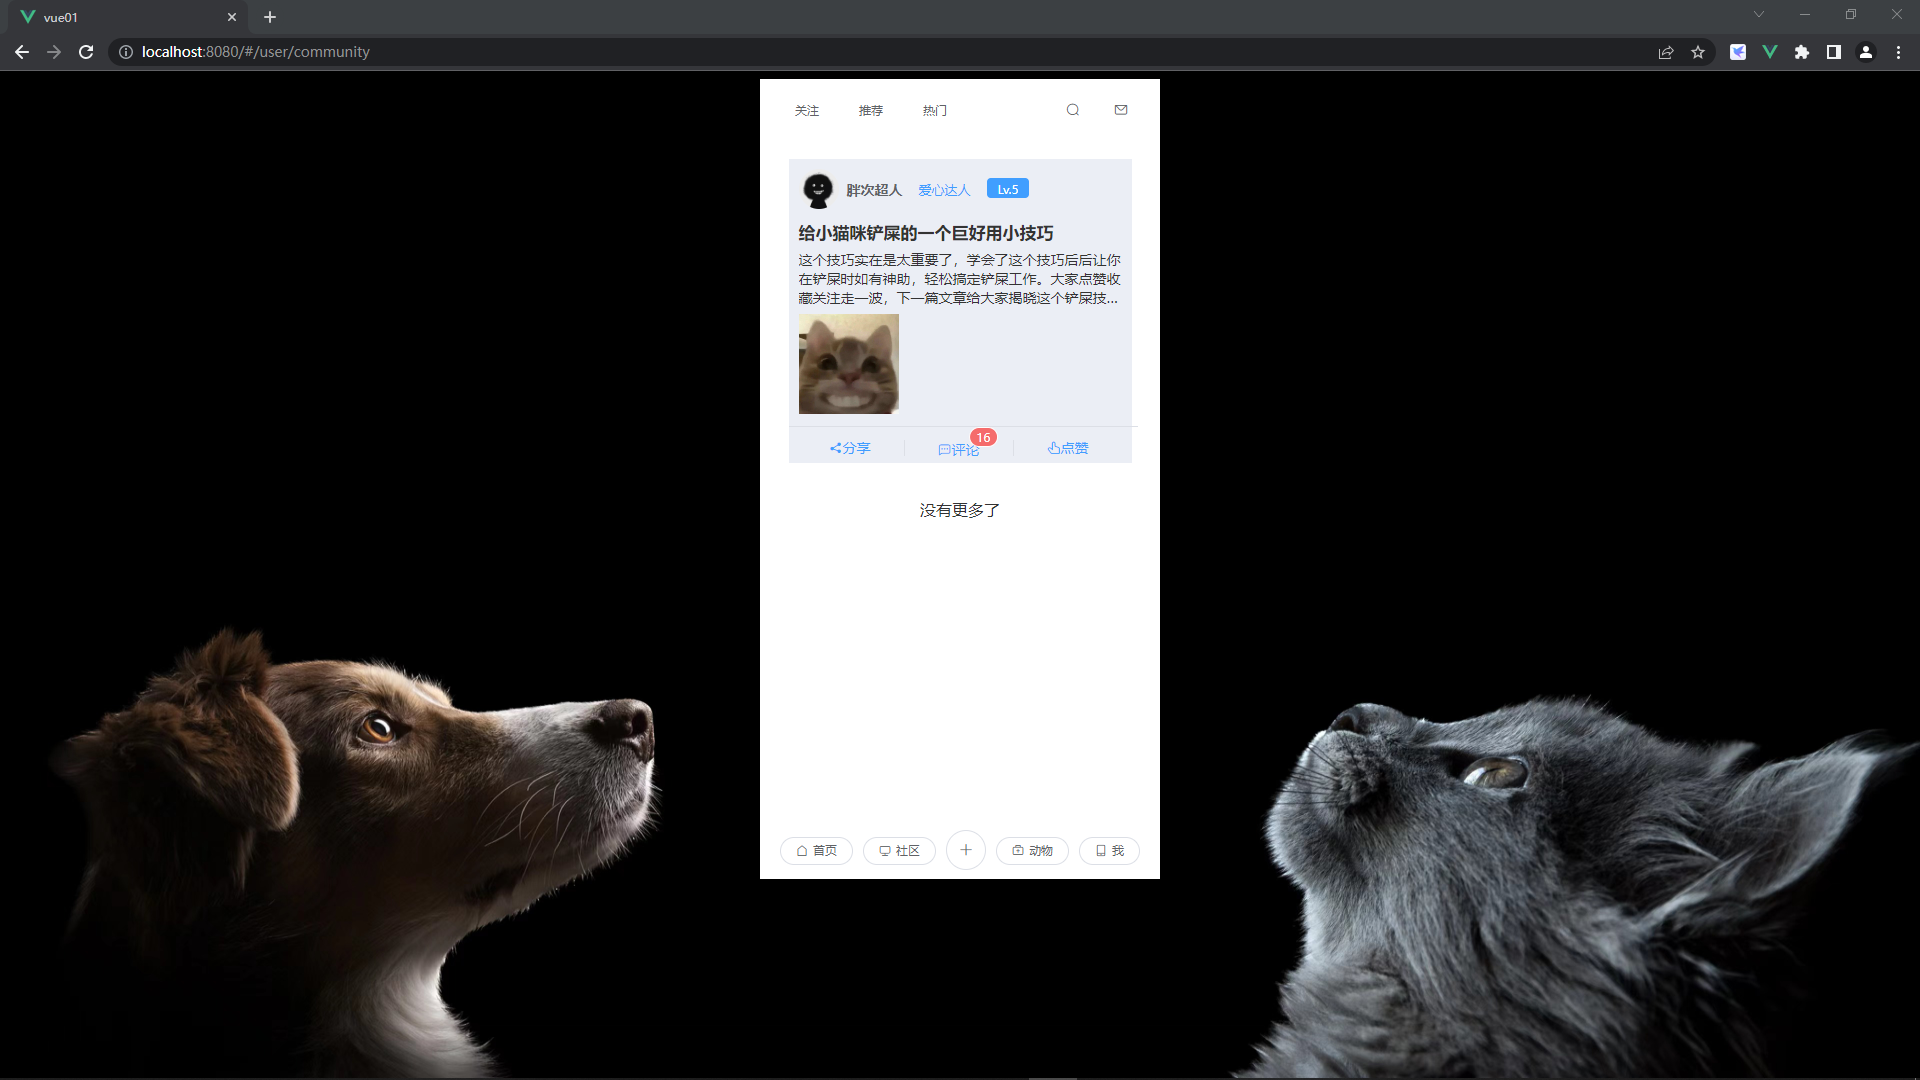 vue01
localhost:8080/#/user/community
关注 推荐 热门
胖次超人 爱心达人 Lv.5
给小猫咪铲屎的一个巨好用小技巧
这个技巧实在是太重要了，学会了这个技巧后后让你
在铲屎时如有神助，轻松搞定铲屎工作。大家点赞收
藏关注走一波，下一篇文章给大家揭晓这个铲屎技...
分享 评论 16 点赞
没有更多了
首页 社区 动物 我